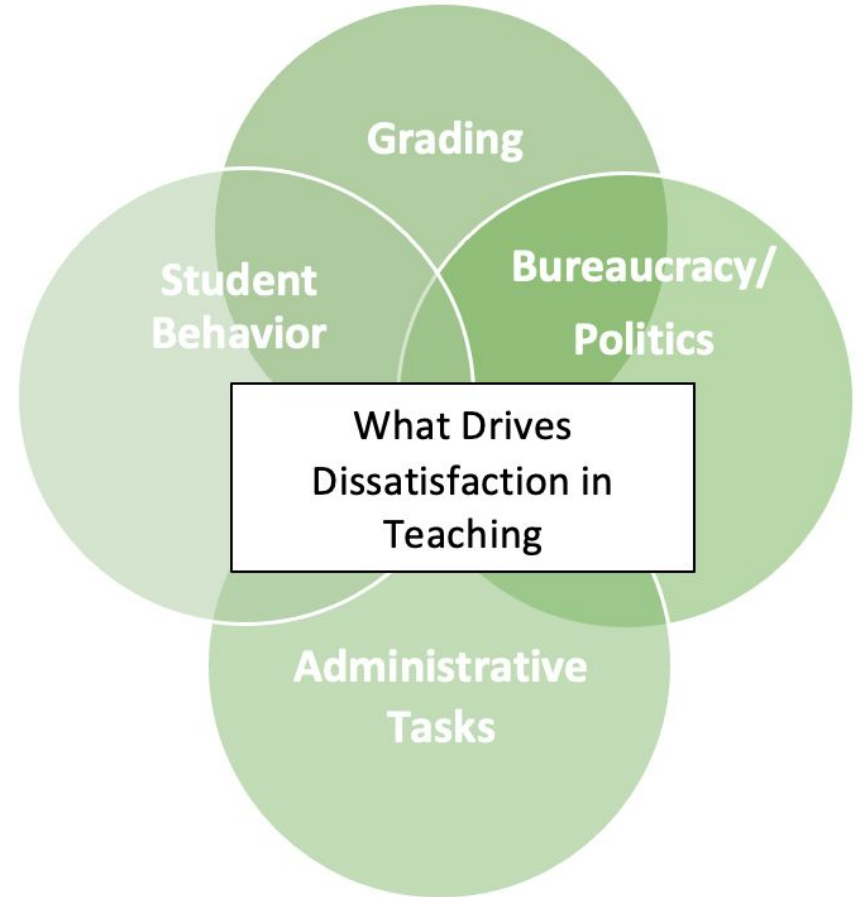 Grading
Student
Behavior
Bureaucracy/
Politics
What Drives
Dissatisfaction in
Teaching
Administrative
Tasks